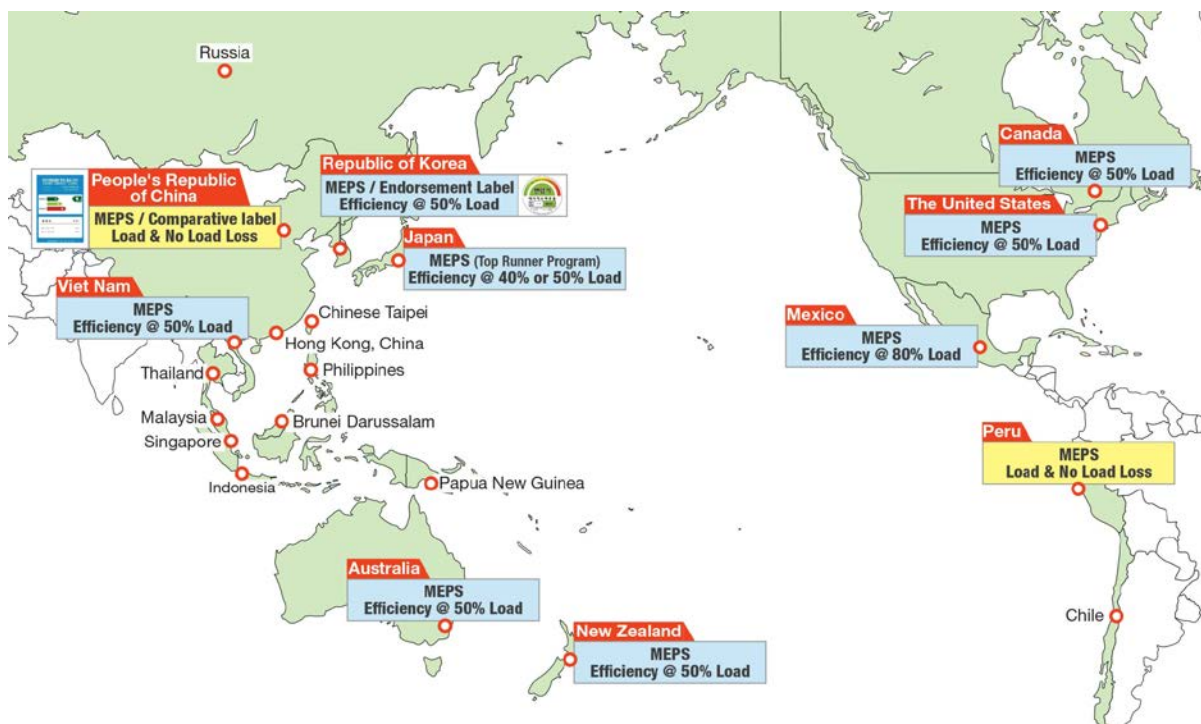 Russia
Canada
MEPS
Efficiency @ 50% Load
Republic of Korea
MEPS / Endorsement Label
Efficiency @ 50% Load
People's Republic
of China
MEPS / Comparative label
Load & No Load Loss
The United States
MEPS
Efficiency @ 50% Load
Japan
MEPS (Top Runner Program)
Efficiency @ 40% or 50% Load
Viet Nam
MEPS
Efficiency @ 50% Load
Chinese Taipei
Hong Kong, China
Mexico
MEPS
Efficiency @ 80% Load
Thailand
Philippines
Malaysia
Brunei Darussalam
Singapore
Indonesia
Papua New Guinea
Peru
MEPS
Load & No Load Loss
Australia
MEPS
Efficiency @ 50% Load
Chile
New Zealand
MEPS
Efficiency @ 50% Load